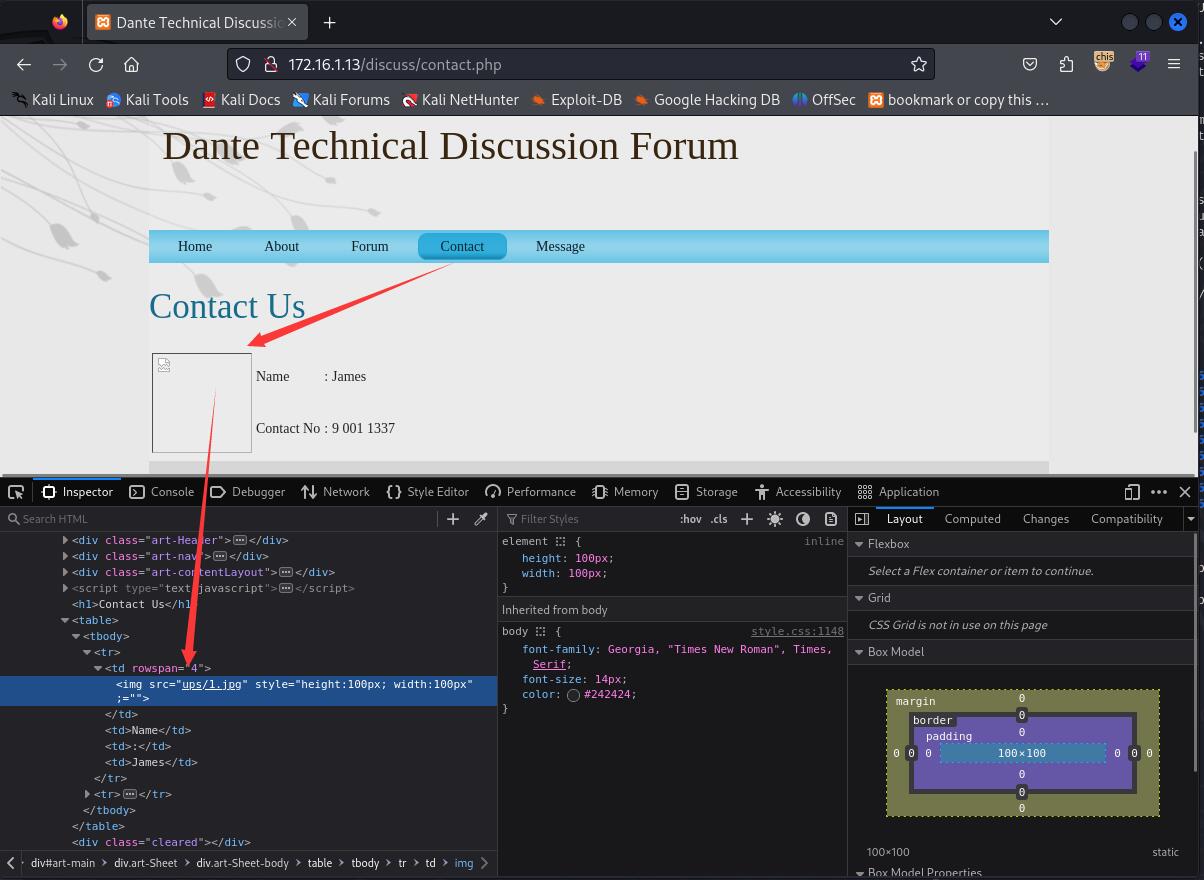 Dante Technical Discussio
172.16.1.13/discuss/contact.php
chis
11
Kali Linux Kali Tools Kali Docs Kali Forums Kali NetHunter Exploit-DB Google Hacking DB OffSec bookmark or copy this …
Dante Technical Discussion Forum
Home About Forum Contact Message
Contact Us
Name : James
Contact No : 9 001 1337
Inspector Console Debugger Network Style Editor Performance Memory Storage Accessibility Application
Search HTML
<div class="art-Header"></div>
<div class="art-nav"></div>
<div class="art-contentLayout"></div>
<script type="text/javascript"></script>
<h1>Contact Us</h1>
<table>
<tbody>
<tr>
<td rowspan="4">
<img src="ups/1.jpg" style="height:100px; width:100px"
;="">
</td>
<td>Name</td>
<td>:</td>
<td>James</td>
</tr>
<tr></tr>
</tbody>
</table>
<div class="cleared"></div>
div#art-main div.art-Sheet div.art-Sheet-body table tbody tr td img
Filter Styles :hov .cls
element { inline
height: 100px;
width: 100px;
}
Inherited from body
body { style.css:1148
font-family: Georgia, "Times New Roman", Times,
Serif;
font-size: 14px;
color: #242424;
}
Layout Computed Changes Compatibility
Flexbox
Select a Flex container or item to continue.
Grid
CSS Grid is not in use on this page
Box Model
margin 0
border 0
padding 0
0 0 0 100×100 0 0 0
0
0
0
100×100 static
Box Model Properties